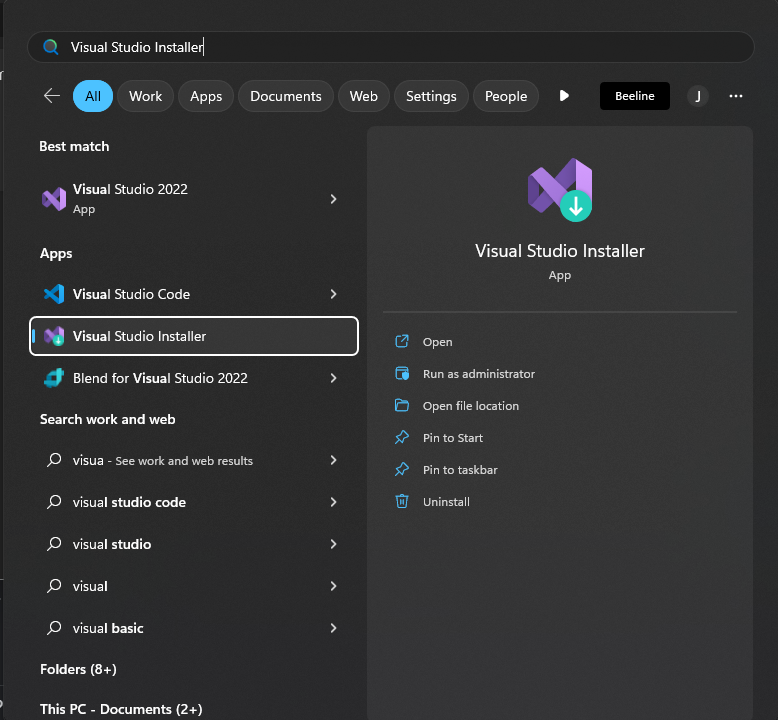 Visual Studio Installer
All
Work
Apps
Documents
Web
Settings
People
Beeline
J
Best match
Visual Studio 2022
App
Apps
Visual Studio Code
Visual Studio Installer
Blend for Visual Studio 2022
Search work and web
visua - See work and web results
visual studio code
visual studio
visual
visual basic
Folders (8+)
This PC - Documents (2+)
Visual Studio Installer
App
Open
Run as administrator
Open file location
Pin to Start
Pin to taskbar
Uninstall